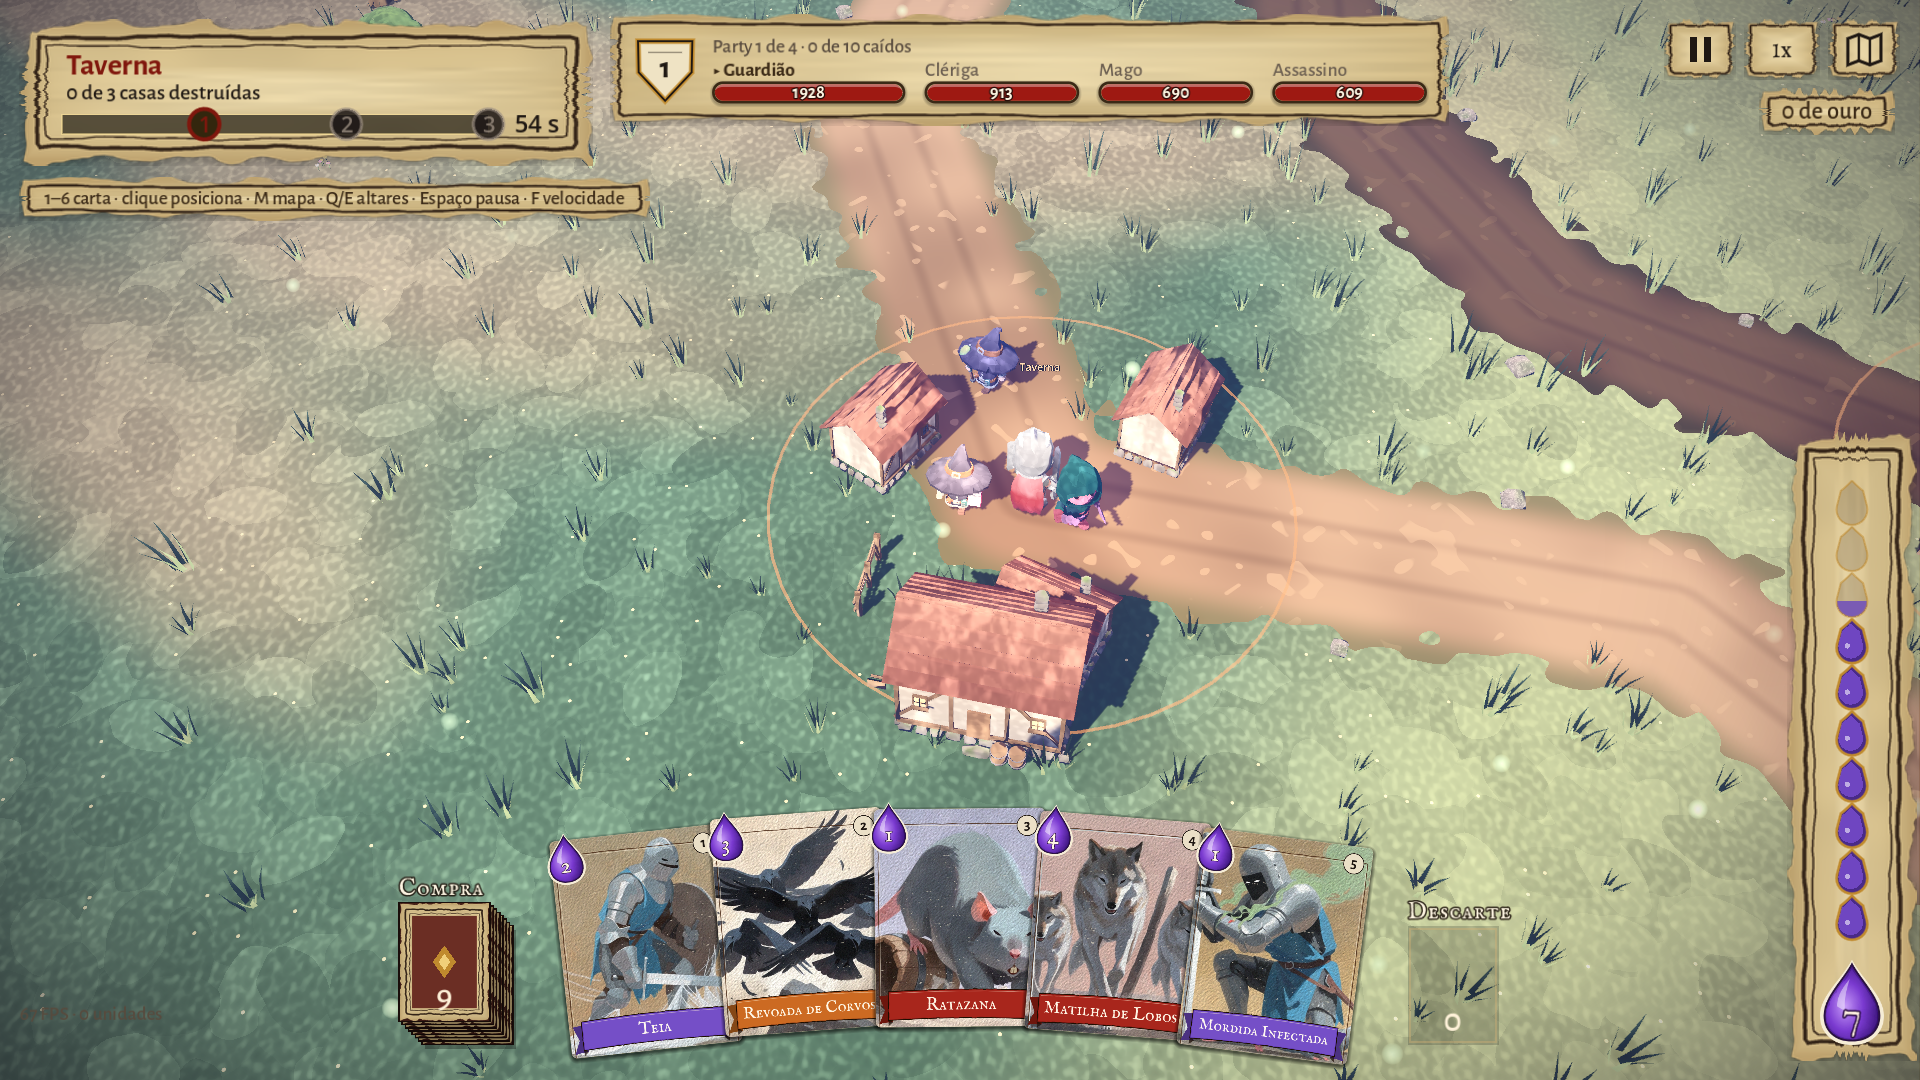 Taverna
0 de 3 casas destruídas
1 2 3 54 s
1–6 carta · clique posiciona · M mapa · Q/E altares · Espaço pausa · F velocidade
1
Party 1 de 4 · 0 de 10 caídos
▸ Guardião Clériga Mago Assassino
1928 913 690 609
1x
0 de ouro
Taverna
Compra
9
2 1
Teia
3 2
Revoada de Corvos
1 3
Ratazana
4 4
Matilha de Lobos
1 5
Mordida Infectada
Descarte
0
7